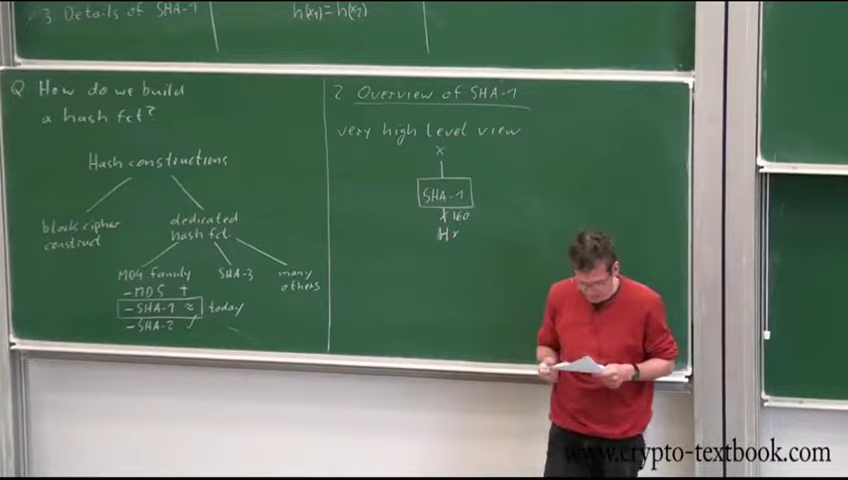 3 Details of SHA-1
h(x₁) = h(x₂)
Q How do we build
a hash fct?
Hash constructions
block cipher
construct
dedicated
hash fct.
MD4 family
- MD5 †
- SHA-1 ≈ today
- SHA-2 ✓
SHA-3
many
others
2 Overview of SHA-1
very high level view
x
SHA-1
160
www.crypto-textbook.com